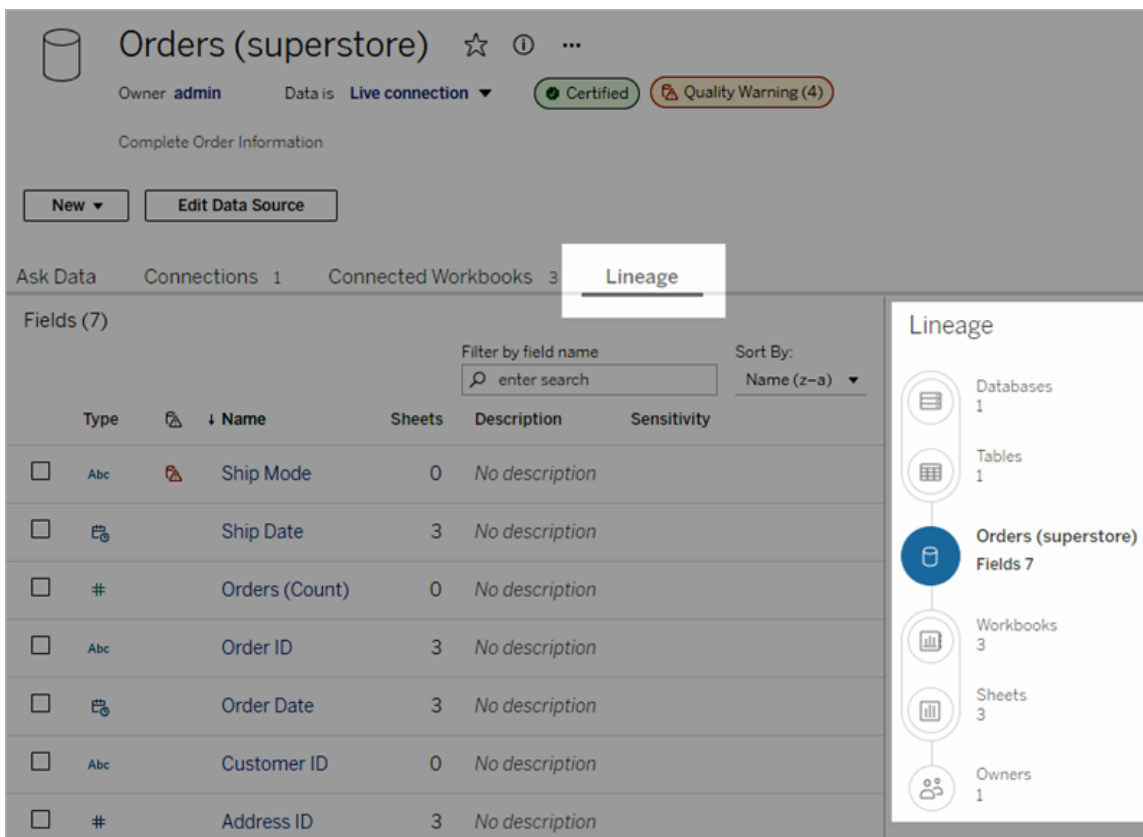 Orders (superstore)
Owner admin Data is Live connection Certified Quality Warning (4)
Complete Order Information
New Edit Data Source
Ask Data Connections 1 Connected Workbooks 3 Lineage
Fields (7)
Filter by field name Sort By:
enter search Name (z–a)
Type ↓ Name Sheets Description Sensitivity
Abc Ship Mode 0 No description
Ship Date 3 No description
# Orders (Count) 0 No description
Abc Order ID 3 No description
Order Date 3 No description
Abc Customer ID 0 No description
# Address ID 3 No description
Lineage
Databases
1
Tables
1
Orders (superstore)
Fields 7
Workbooks
3
Sheets
3
Owners
1